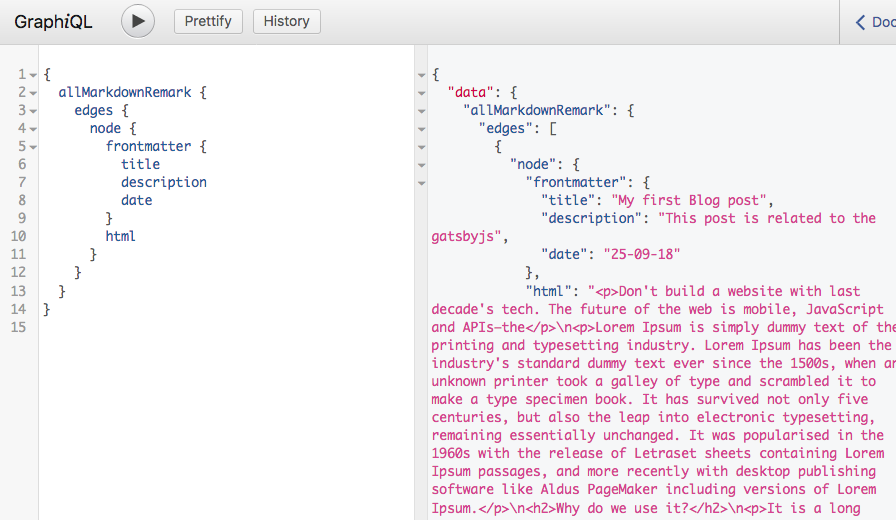 GraphiQL Prettify History Doc
1 {
2 allMarkdownRemark {
3 edges {
4 node {
5 frontmatter {
6 title
7 description
8 date
9 }
10 html
11 }
12 }
13 }
14 }
15
{
"data": {
"allMarkdownRemark": {
"edges": [
{
"node": {
"frontmatter": {
"title": "My first Blog post",
"description": "This post is related to the
gatsbyjs",
"date": "25-09-18"
},
"html": "<p>Don't build a website with last
decade's tech. The future of the web is mobile, JavaScript
and APIs—the</p>\n<p>Lorem Ipsum is simply dummy text of the
printing and typesetting industry. Lorem Ipsum has been the
industry's standard dummy text ever since the 1500s, when an
unknown printer took a galley of type and scrambled it to
make a type specimen book. It has survived not only five
centuries, but also the leap into electronic typesetting,
remaining essentially unchanged. It was popularised in the
1960s with the release of Letraset sheets containing Lorem
Ipsum passages, and more recently with desktop publishing
software like Aldus PageMaker including versions of Lorem
Ipsum.</p>\n<h2>Why do we use it?</h2>\n<p>It is a long